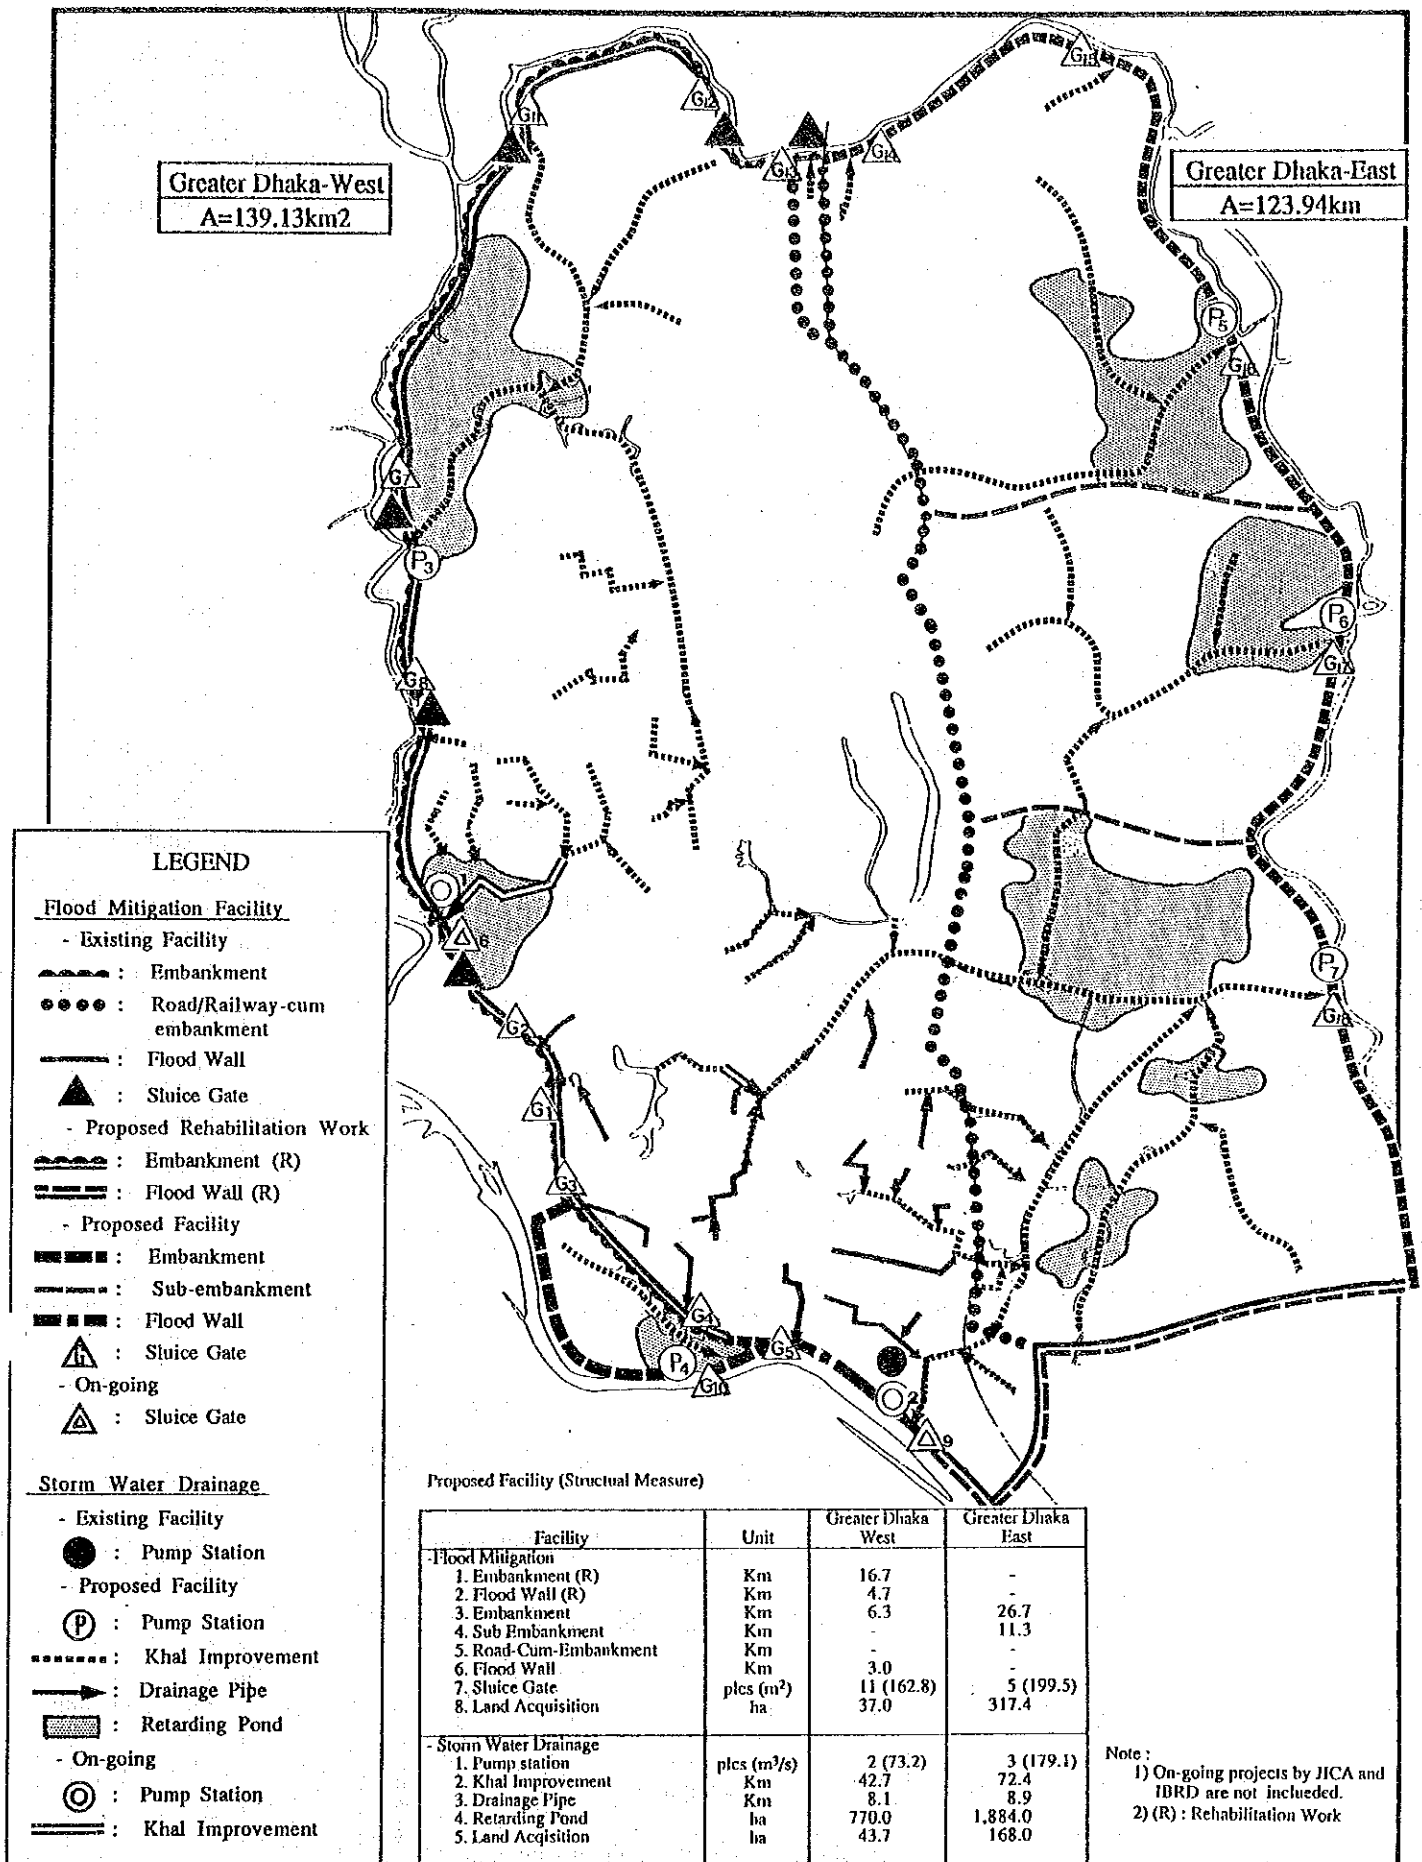 G11
G12
G13
G14
G15
Greater Dhaka-West
A=139.13km2
Greater Dhaka-East
A=123.94km
P5
G16
G7
P3
P6
G17
G8
1
6
P7
G18
G2
G1
G3
G4
G5
P4
G10
2
9
LEGEND
Flood Mitigation Facility
- Existing Facility
: Embankment
: Road/Railway-cum
embankment
: Flood Wall
: Sluice Gate
- Proposed Rehabilitation Work
: Embankment (R)
: Flood Wall (R)
- Proposed Facility
: Embankment
: Sub-embankment
: Flood Wall
G : Sluice Gate
- On-going
: Sluice Gate
Storm Water Drainage
- Existing Facility
: Pump Station
- Proposed Facility
P : Pump Station
: Khal Improvement
: Drainage Pipe
: Retarding Pond
- On-going
: Pump Station
: Khal Improvement
Proposed Facility (Structual Measure)
Facility Unit Greater Dhaka West Greater Dhaka East
-Flood Mitigation
1. Embankment (R) Km 16.7 -
2. Flood Wall (R) Km 4.7 -
3. Embankment Km 6.3 26.7
4. Sub Embankment Km - 11.3
5. Road-Cum-Embankment Km - -
6. Flood Wall Km 3.0 -
7. Sluice Gate plcs (m²) 11 (162.8) 5 (199.5)
8. Land Acquisition ha 37.0 317.4
- Storm Water Drainage
1. Pump station plcs (m³/s) 2 (73.2) 3 (179.1)
2. Khal Improvement Km 42.7 72.4
3. Drainage Pipe Km 8.1 8.9
4. Retarding Pond ha 770.0 1,884.0
5. Land Acqisition ha 43.7 168.0
Note :
1) On-going projects by JICA and
IBRD are not inclueded.
2) (R) : Rehabilitation Work